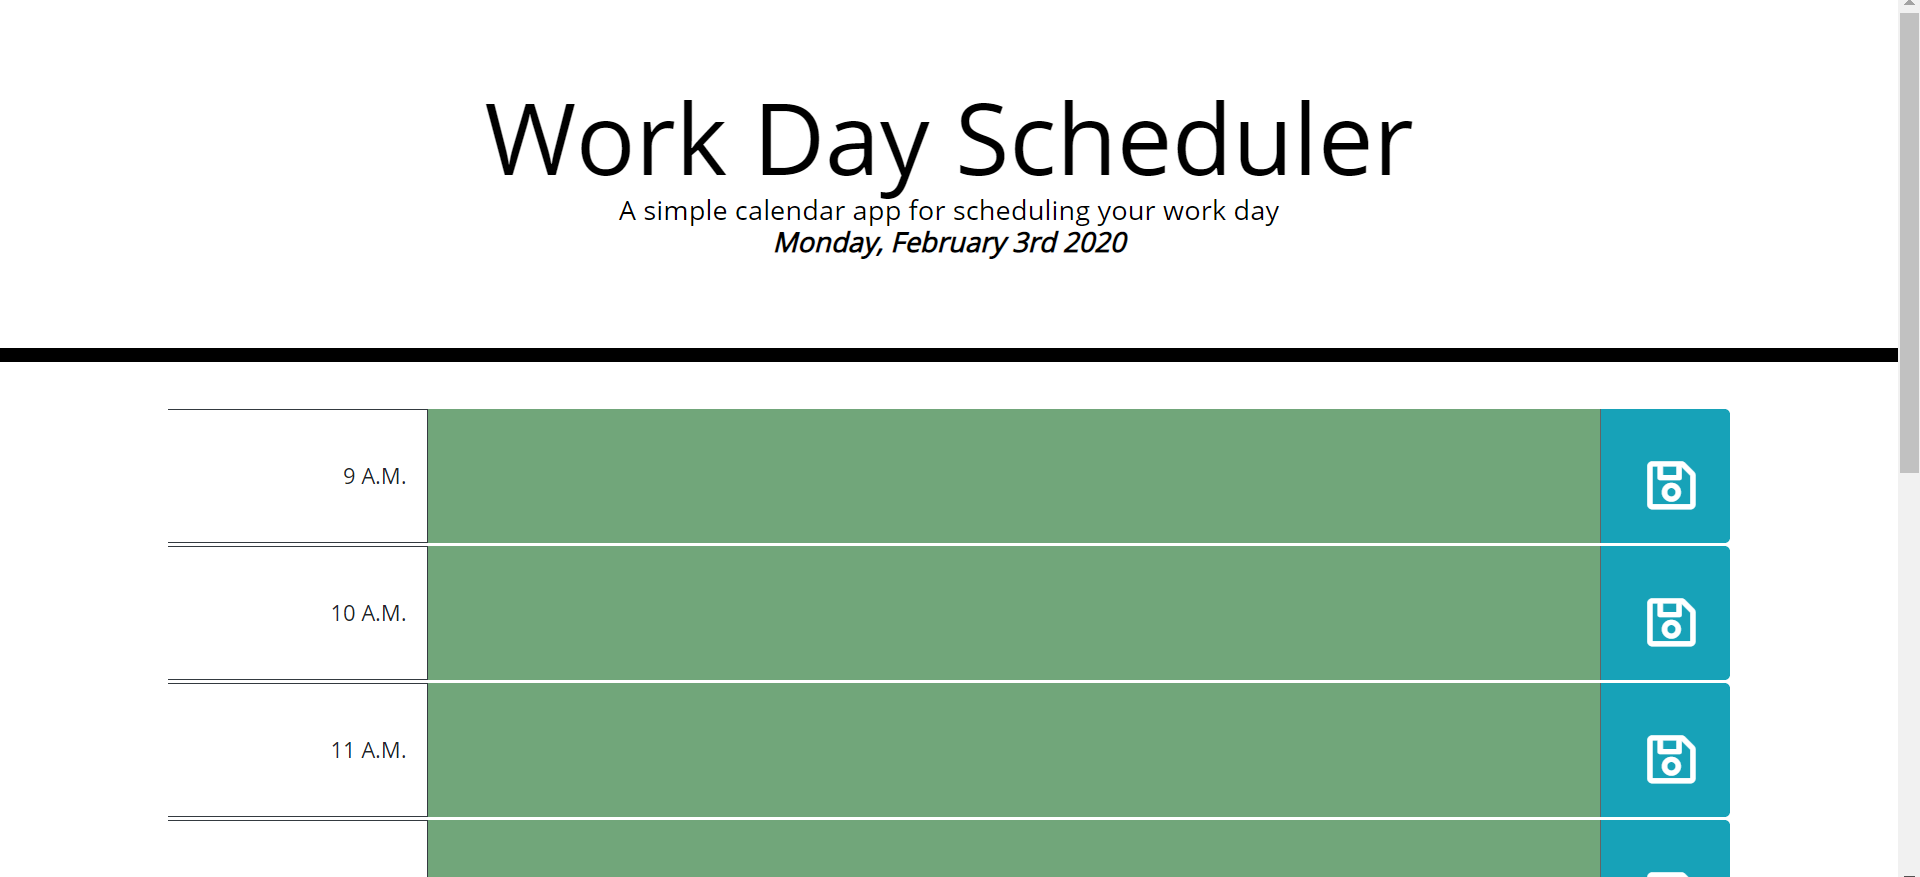 Work Day Scheduler
A simple calendar app for scheduling your work day
Monday, February 3rd 2020
9 A.M.
10 A.M.
11 A.M.